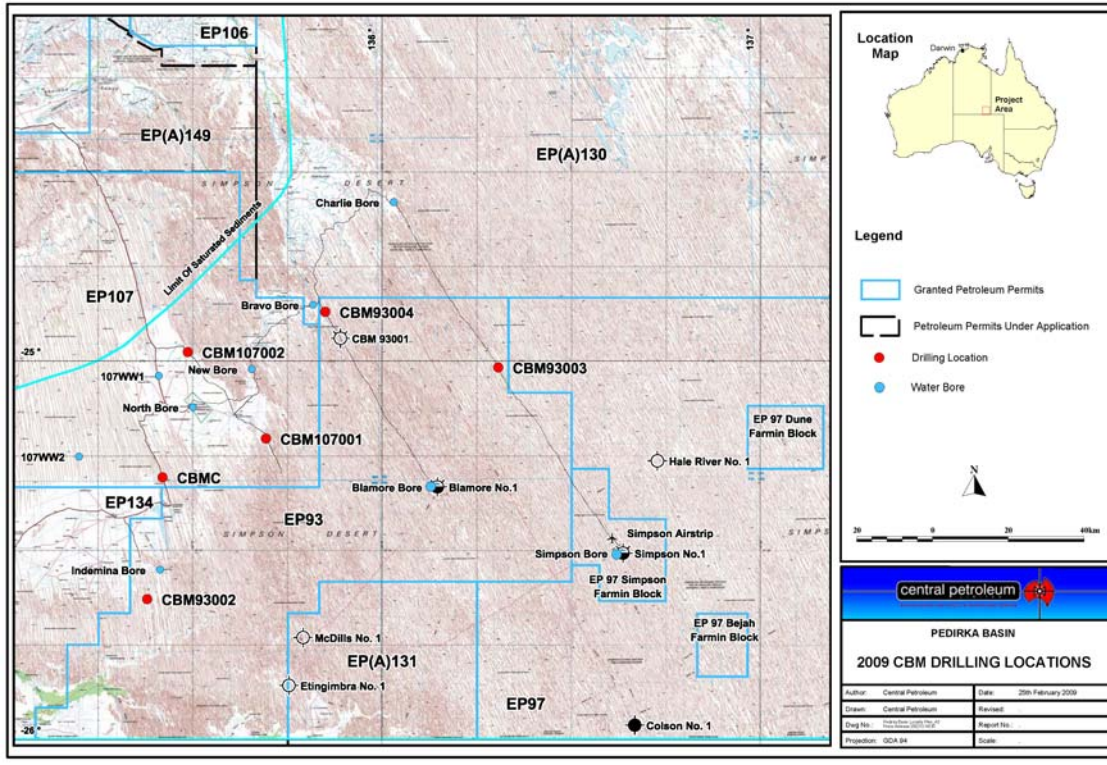 EP106
136 °
137 °
EP(A)149
EP(A)130
SIMPSON DESERT
SIMPS
Charlie Bore
Limit Of Saturated Sediments
EP107
Bravo Bore
CBM93004
CBM 93001
-25 °
CBM107002
New Bore
107WW1
CBM93003
North Bore
EP 97 Dune
Farmin Block
CBM107001
107WW2
Hale River No. 1
CBMC
Blamore Bore
Blamore No.1
EP134
EP93
SIMPSON DESERT
SIMPS
Simpson Airstrip
Simpson Bore
Simpson No.1
Indemina Bore
EP 97 Simpson
Farmin Block
CBM93002
EP 97 Bejah
Farmin Block
McDills No. 1
EP(A)131
Etingimbra No. 1
EP97
Colson No. 1
-26 °
Location
Map
Darwin
Project
Area
Legend
Granted Petroleum Permits
Petroleum Permits Under Application
Drilling Location
Water Bore
N
20 0 20 40km
central petroleum
PEDIRKA BASIN
2009 CBM DRILLING LOCATIONS
Author: Central Petroleum Date: 25th February 2009
Drawn: Central Petroleum Revised:
Dwg No.: Report No.:
Projection: GDA 94 Scale: